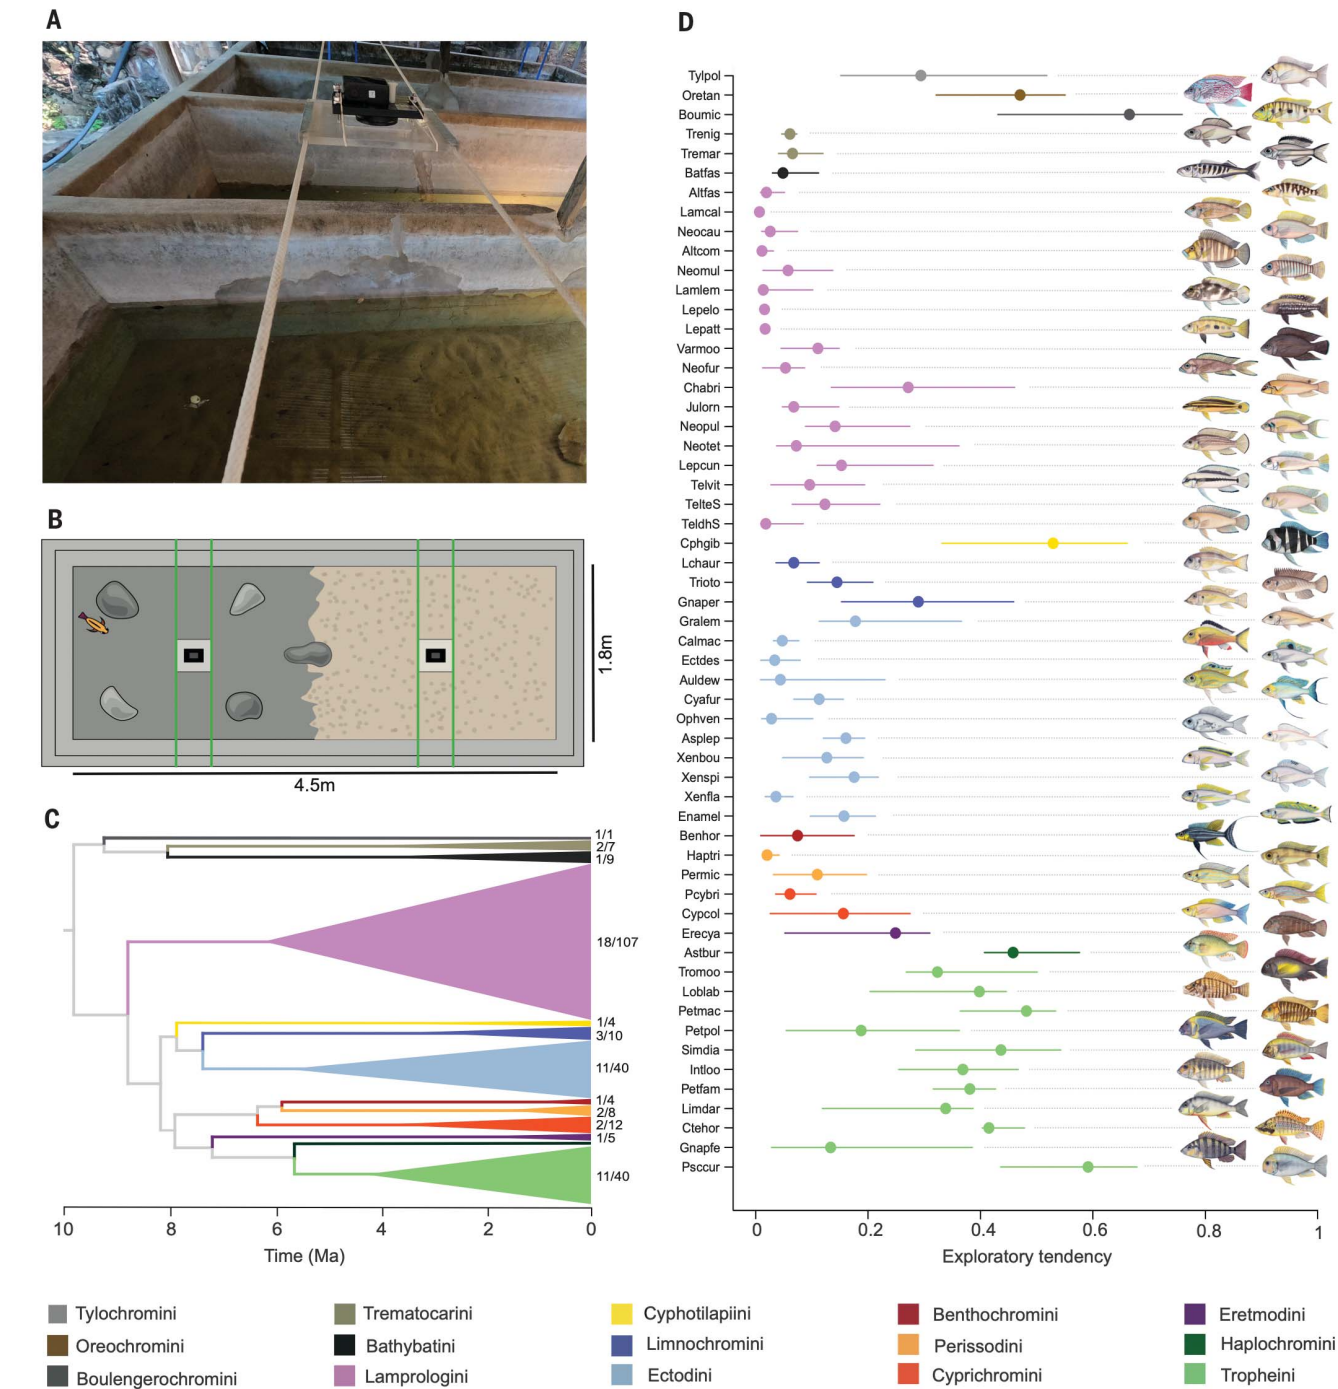 A
B
1.8m
4.5m
C
1/1
2/7
1/9
18/107
1/4
3/10
11/40
1/4
2/8
2/12
1/5
11/40
10 8 6 4 2 0
Time (Ma)
D
Tylpol
Oretan
Boumic
Trenig
Tremar
Batfas
Altfas
Lamcal
Neocau
Altcom
Neomul
Lamlem
Lepelo
Lepatt
Varmoo
Neofur
Chabri
Julorn
Neopul
Neotet
Lepcun
Telvit
TelteS
TeldhS
Cphgib
Lchaur
Trioto
Gnaper
Gralem
Calmac
Ectdes
Auldew
Cyafur
Ophven
Asplep
Xenbou
Xenspi
Xenfla
Enamel
Benhor
Haptri
Permic
Pcybri
Cypcol
Erecya
Astbur
Tromoo
Loblab
Petmac
Petpol
Simdia
Intloo
Petfam
Limdar
Ctehor
Gnapfe
Psccur
0 0.2 0.4 0.6 0.8 1
Exploratory tendency
Tylochromini
Oreochromini
Boulengerochromini
Trematocarini
Bathybatini
Lamprologini
Cyphotilapiini
Limnochromini
Ectodini
Benthochromini
Perissodini
Cyprichromini
Eretmodini
Haplochromini
Tropheini